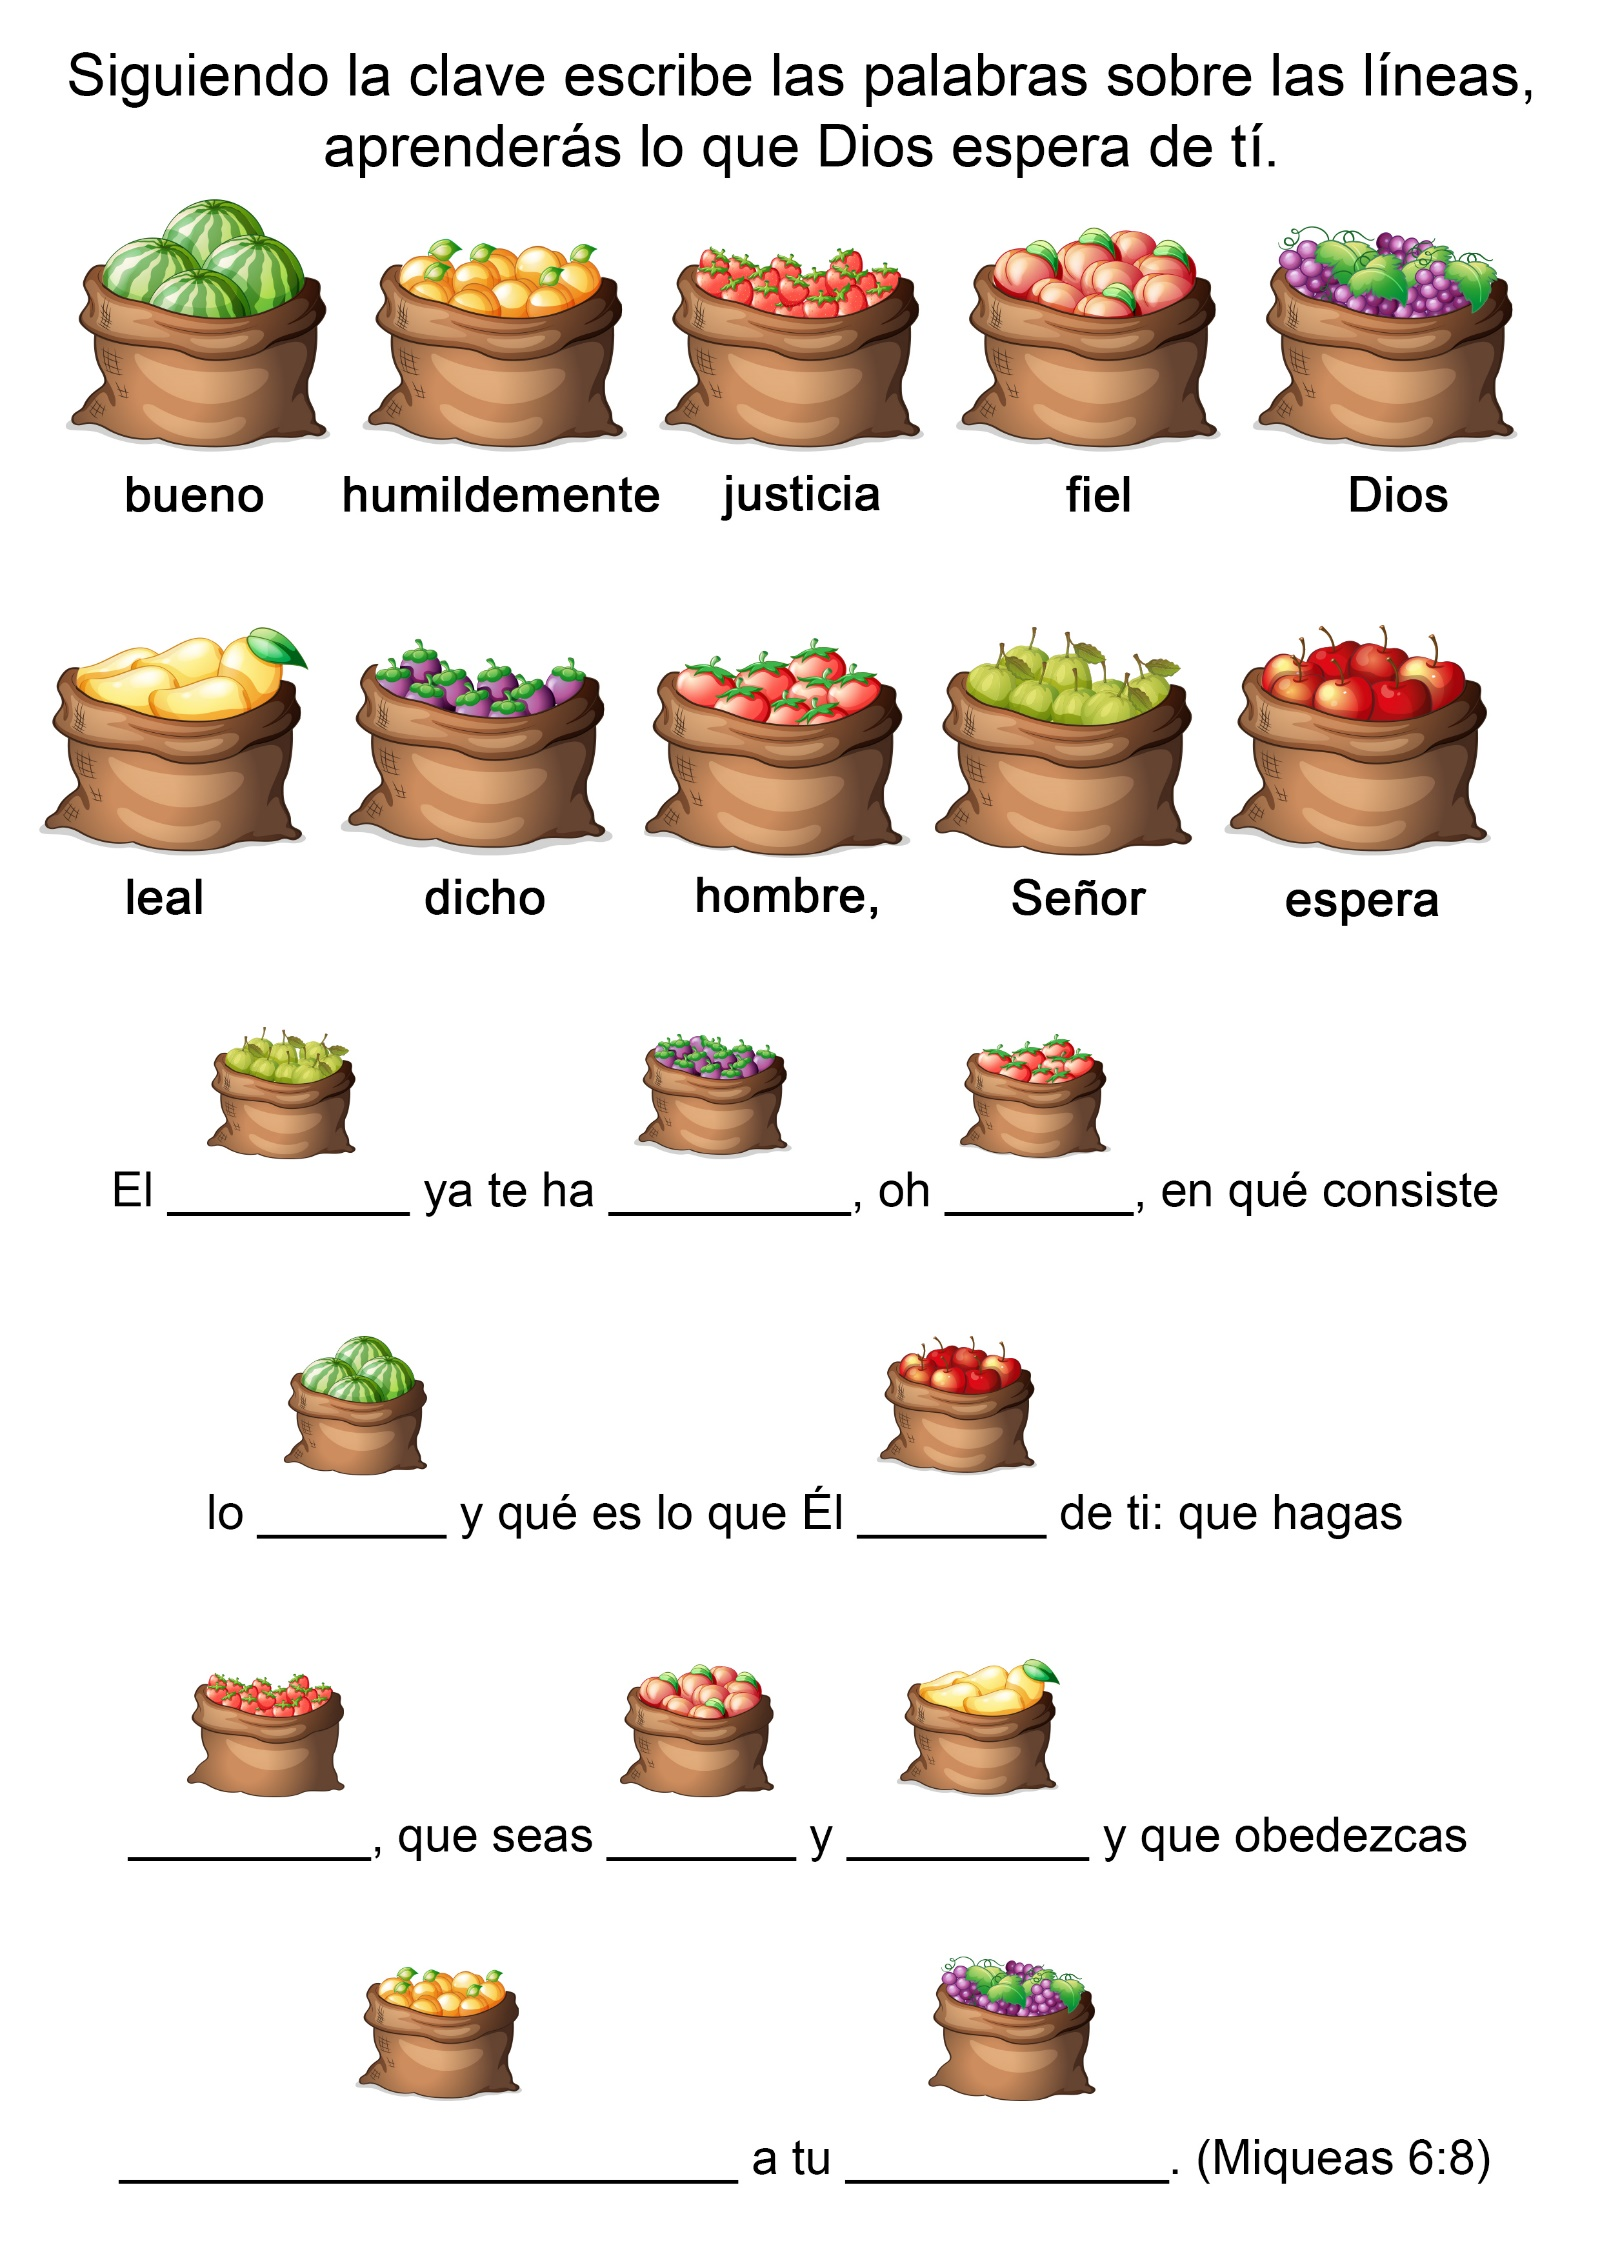 Siguiendo la clave escribe las palabras sobre las líneas,
aprenderás lo que Dios espera de tí.
bueno humildemente justicia fiel Dios
leal dicho hombre, Señor espera
El __________ ya te ha __________, oh ________, en qué consiste
lo ________ y qué es lo que Él ________ de ti: que hagas
__________, que seas ________ y __________ y que obedezcas
__________________________ a tu _____________. (Miqueas 6:8)